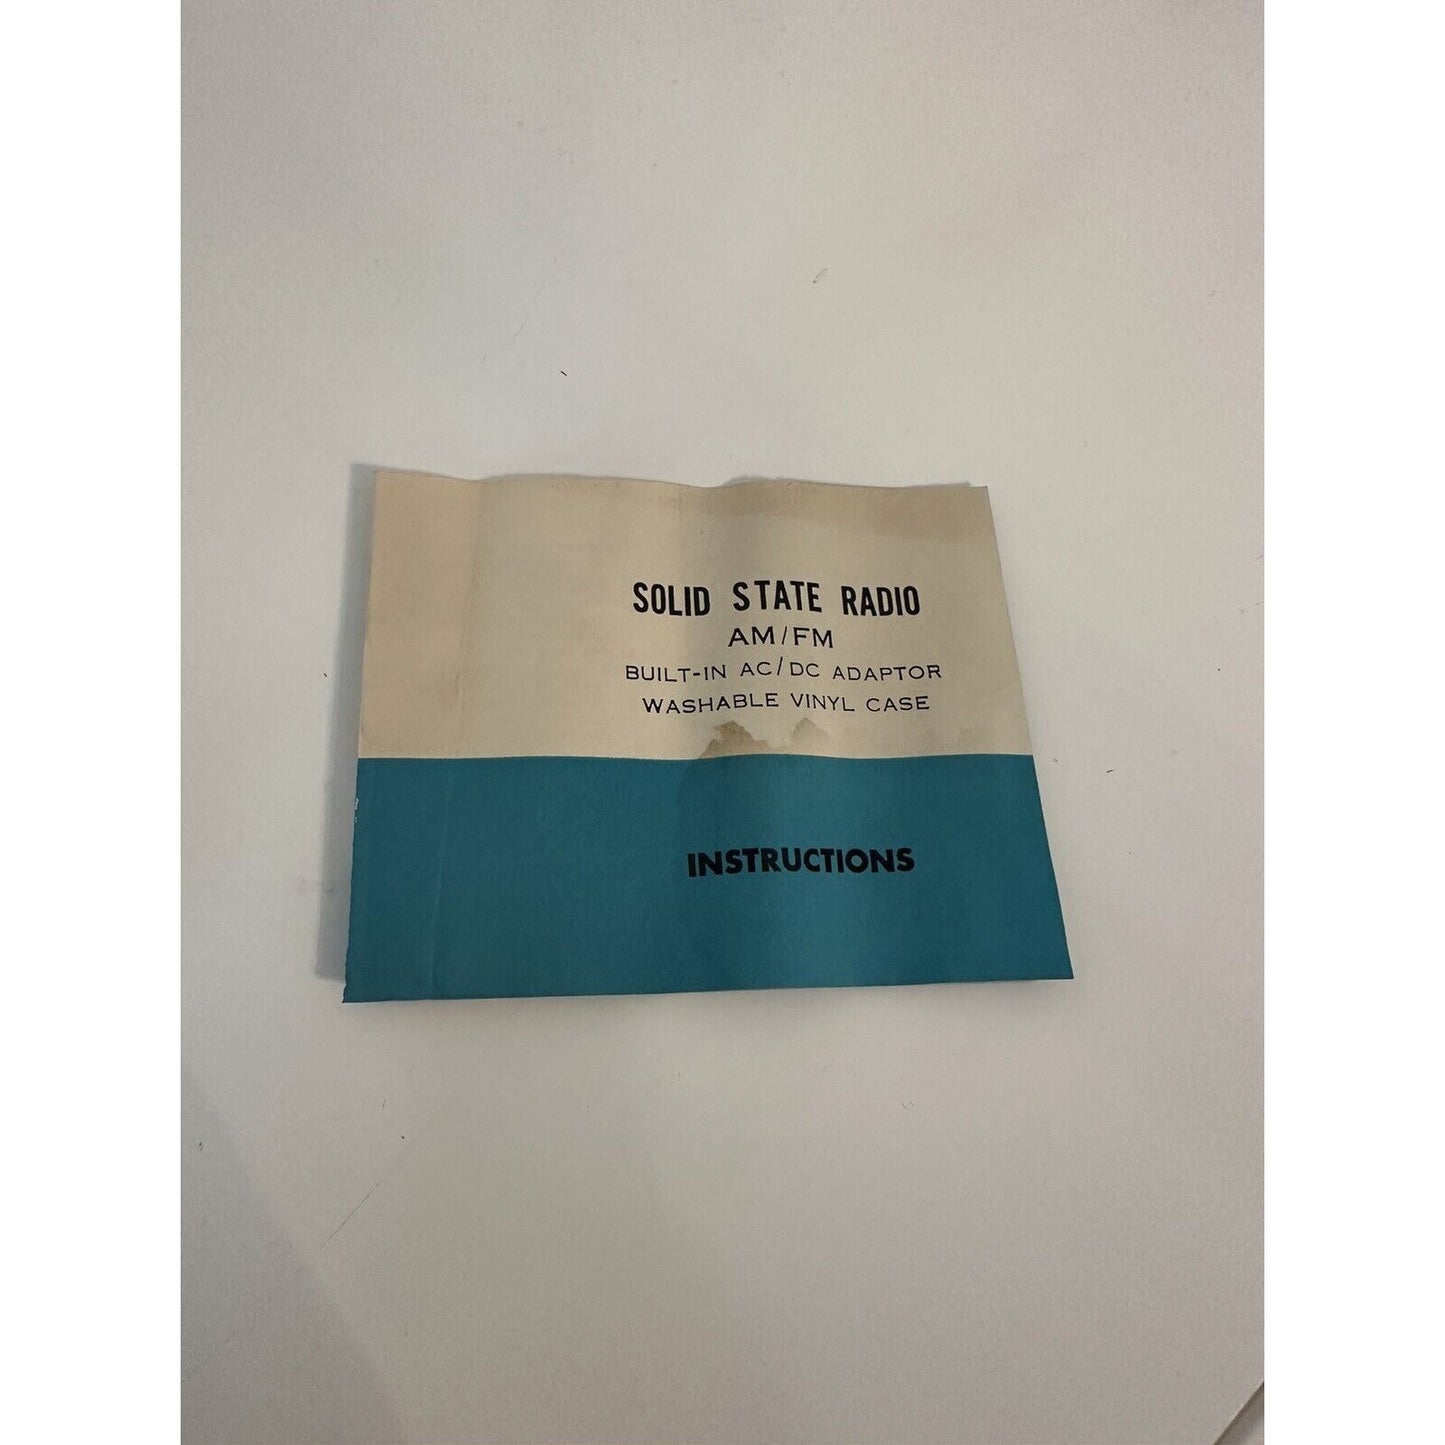 SOLID STATE RADIO
AM/FM
BUILT-IN AC/DC ADAPTOR
WASHABLE VINYL CASE
INSTRUCTIONS